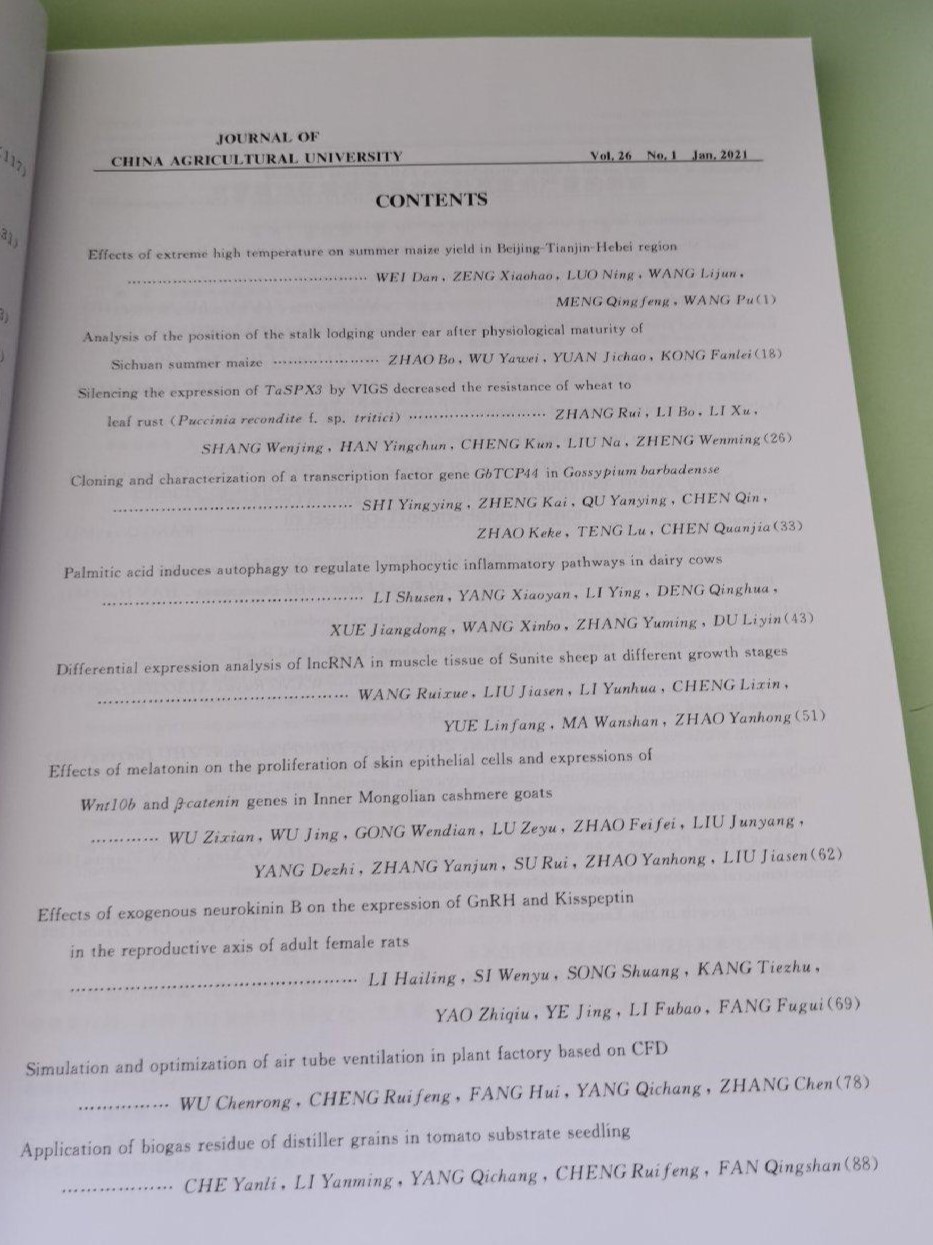 117)
31)
JOURNAL OF
CHINA AGRICULTURAL UNIVERSITY Vol. 26 No. 1 Jan. 2021
CONTENTS
Effects of extreme high temperature on summer maize yield in Beijing-Tianjin-Hebei region
WEI Dan, ZENG Xiaohao, LUO Ning, WANG Lijun,
MENG Qingfeng, WANG Pu(1)
Analysis of the position of the stalk lodging under ear after physiological maturity of
Sichuan summer maize ………………… ZHAO Bo, WU Yawei, YUAN Jichao, KONG Fanlei(18)
Silencing the expression of TaSPX3 by VIGS decreased the resistance of wheat to
leaf rust (Puccinia recondite f. sp. tritici) ……………………… ZHANG Rui, LI Bo, LI Xu,
SHANG Wenjing, HAN Yingchun, CHENG Kun, LIU Na, ZHENG Wenming(26)
Cloning and characterization of a transcription factor gene GbTCP44 in Gossypium barbadensse
……………………………………… SHI Yingying, ZHENG Kai, QU Yanying, CHEN Qin,
ZHAO Keke, TENG Lu, CHEN Quanjia(33)
Palmitic acid induces autophagy to regulate lymphocytic inflammatory pathways in dairy cows
……………………………………… LI Shusen, YANG Xiaoyan, LI Ying, DENG Qinghua,
XUE Jiangdong, WANG Xinbo, ZHANG Yuming, DU Liyin(43)
Differential expression analysis of lncRNA in muscle tissue of Sunite sheep at different growth stages
…………………………………… WANG Ruixue, LIU Jiasen, LI Yunhua, CHENG Lixin,
YUE Linfang, MA Wanshan, ZHAO Yanhong(51)
Effects of melatonin on the proliferation of skin epithelial cells and expressions of
Wnt10b and β-catenin genes in Inner Mongolian cashmere goats
………… WU Zixian, WU Jing, GONG Wendian, LU Zeyu, ZHAO Feifei, LIU Junyang,
YANG Dezhi, ZHANG Yanjun, SU Rui, ZHAO Yanhong, LIU Jiasen(62)
Effects of exogenous neurokinin B on the expression of GnRH and Kisspeptin
in the reproductive axis of adult female rats
………………………………………… LI Hailing, SI Wenyu, SONG Shuang, KANG Tiezhu,
YAO Zhiqiu, YE Jing, LI Fubao, FANG Fugui(69)
Simulation and optimization of air tube ventilation in plant factory based on CFD
…………… WU Chenrong, CHENG Ruifeng, FANG Hui, YANG Qichang, ZHANG Chen(78)
Application of biogas residue of distiller grains in tomato substrate seedling
……………… CHE Yanli, LI Yanming, YANG Qichang, CHENG Ruifeng, FAN Qingshan(88)